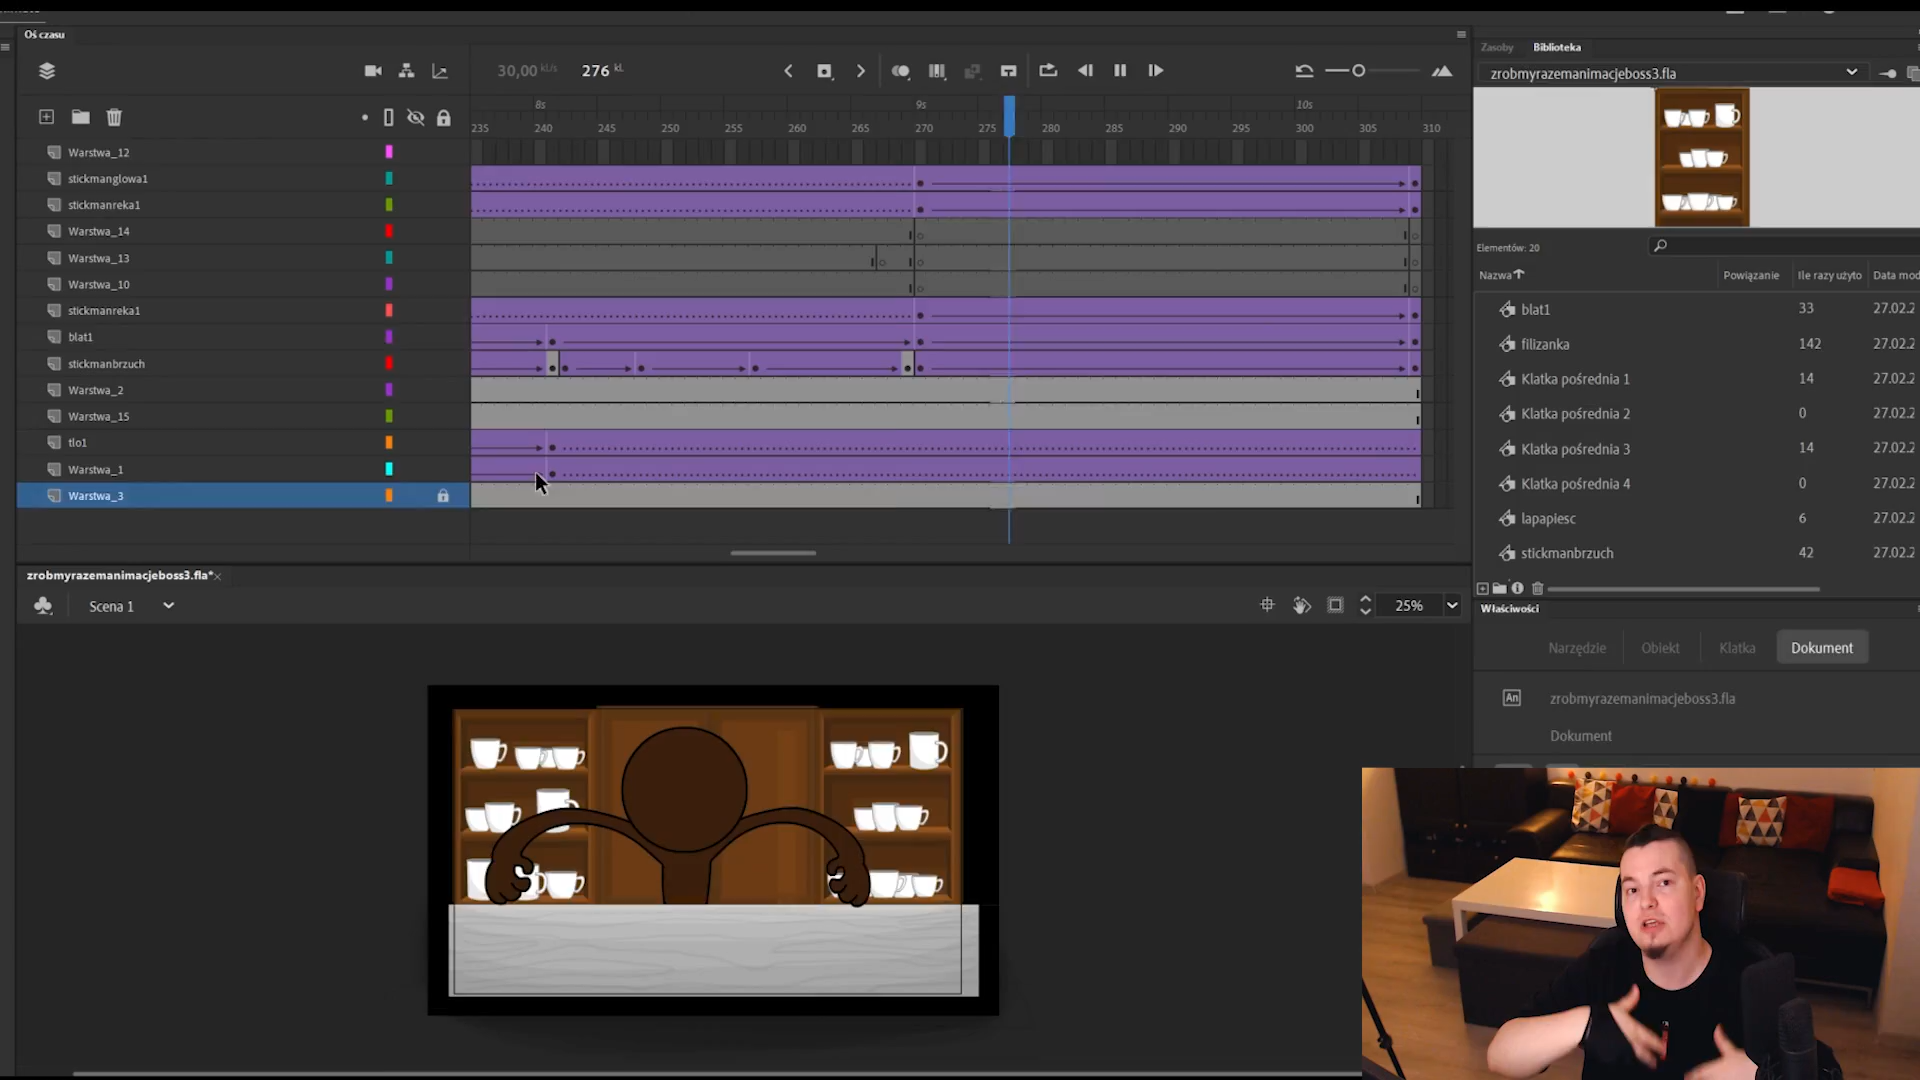 Oś czasu
30,00 kl/s 276 kl.
8s 9s 10s
235 240 245 250 255 260 265 270 275 280 285 290 295 300 305 310
Warstwa_12
stickmanglowa1
stickmanreka1
Warstwa_14
Warstwa_13
Warstwa_10
stickmanreka1
blat1
stickmanbrzuch
Warstwa_2
Warstwa_15
tlo1
Warstwa_1
Warstwa_3
zrobmyrazemanimacjeboss3.fla*
Scena 1
25%
Zasoby Biblioteka
zrobmyrazemanimacjeboss3.fla
Elementów: 20
Nazwa Powiązanie Ile razy użyto Data mod
blat1 33 27.02.2
filizanka 142 27.02.2
Klatka pośrednia 1 14 27.02.2
Klatka pośrednia 2 0 27.02.2
Klatka pośrednia 3 14 27.02.2
Klatka pośrednia 4 0 27.02.2
lapapiesc 6 27.02.2
stickmanbrzuch 42 27.02.2
Właściwości
Narzędzie Obiekt Klatka Dokument
An zrobmyrazemanimacjeboss3.fla
Dokument